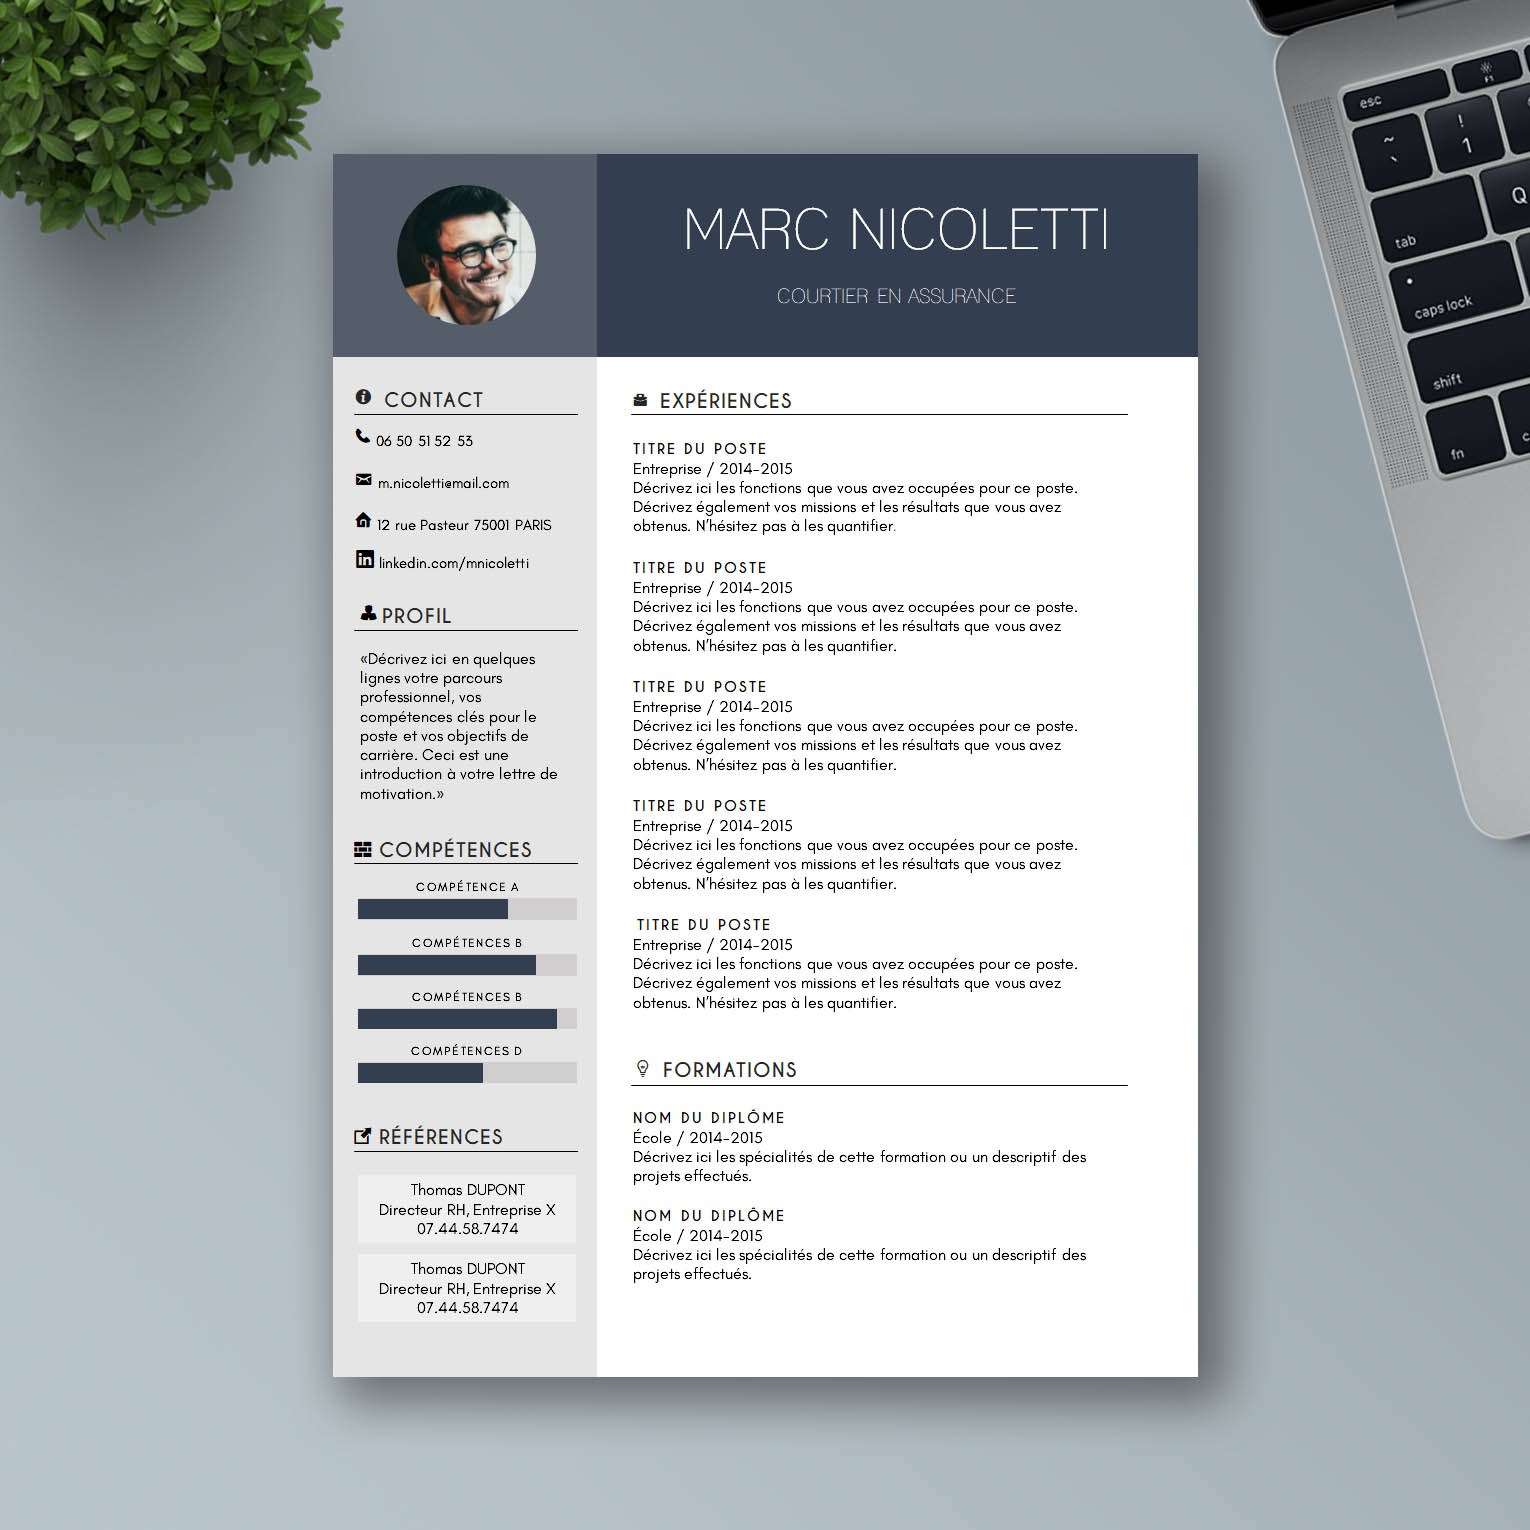 MARC NICOLETTI
COURTIER EN ASSURANCE
CONTACT
06 50 51 52 53
m.nicoletti@mail.com
12 rue Pasteur 75001 PARIS
in
linkedin.com/mnicoletti
PROFIL
«Décrivez ici en quelques
lignes votre parcours
professionnel, vos
compétences clés pour le
poste et vos objectifs de
carrière. Ceci est une
introduction à votre lettre de
motivation.»
COMPÉTENCES
COMPÉTENCE A
COMPÉTENCES B
COMPÉTENCES B
COMPÉTENCES D
RÉFÉRENCES
Thomas DUPONT
Directeur RH, Entreprise X
07.44.58.7474
Thomas DUPONT
Directeur RH, Entreprise X
07.44.58.7474
EXPÉRIENCES
TITRE DU POSTE
Entreprise / 2014-2015
Décrivez ici les fonctions que vous avez occupées pour ce poste.
Décrivez également vos missions et les résultats que vous avez
obtenus. N'hésitez pas à les quantifier.
TITRE DU POSTE
Entreprise / 2014-2015
Décrivez ici les fonctions que vous avez occupées pour ce poste.
Décrivez également vos missions et les résultats que vous avez
obtenus. N'hésitez pas à les quantifier.
TITRE DU POSTE
Entreprise / 2014-2015
Décrivez ici les fonctions que vous avez occupées pour ce poste.
Décrivez également vos missions et les résultats que vous avez
obtenus. N'hésitez pas à les quantifier.
TITRE DU POSTE
Entreprise / 2014-2015
Décrivez ici les fonctions que vous avez occupées pour ce poste.
Décrivez également vos missions et les résultats que vous avez
obtenus. N'hésitez pas à les quantifier.
TITRE DU POSTE
Entreprise / 2014-2015
Décrivez ici les fonctions que vous avez occupées pour ce poste.
Décrivez également vos missions et les résultats que vous avez
obtenus. N'hésitez pas à les quantifier.
FORMATIONS
NOM DU DIPLÔME
École / 2014-2015
Décrivez ici les spécialités de cette formation ou un descriptif des
projets effectués.
NOM DU DIPLÔME
École / 2014-2015
Décrivez ici les spécialités de cette formation ou un descriptif des
projets effectués.
esc
F1
~
`
!
1
tab
Q
caps lock
shift
fn